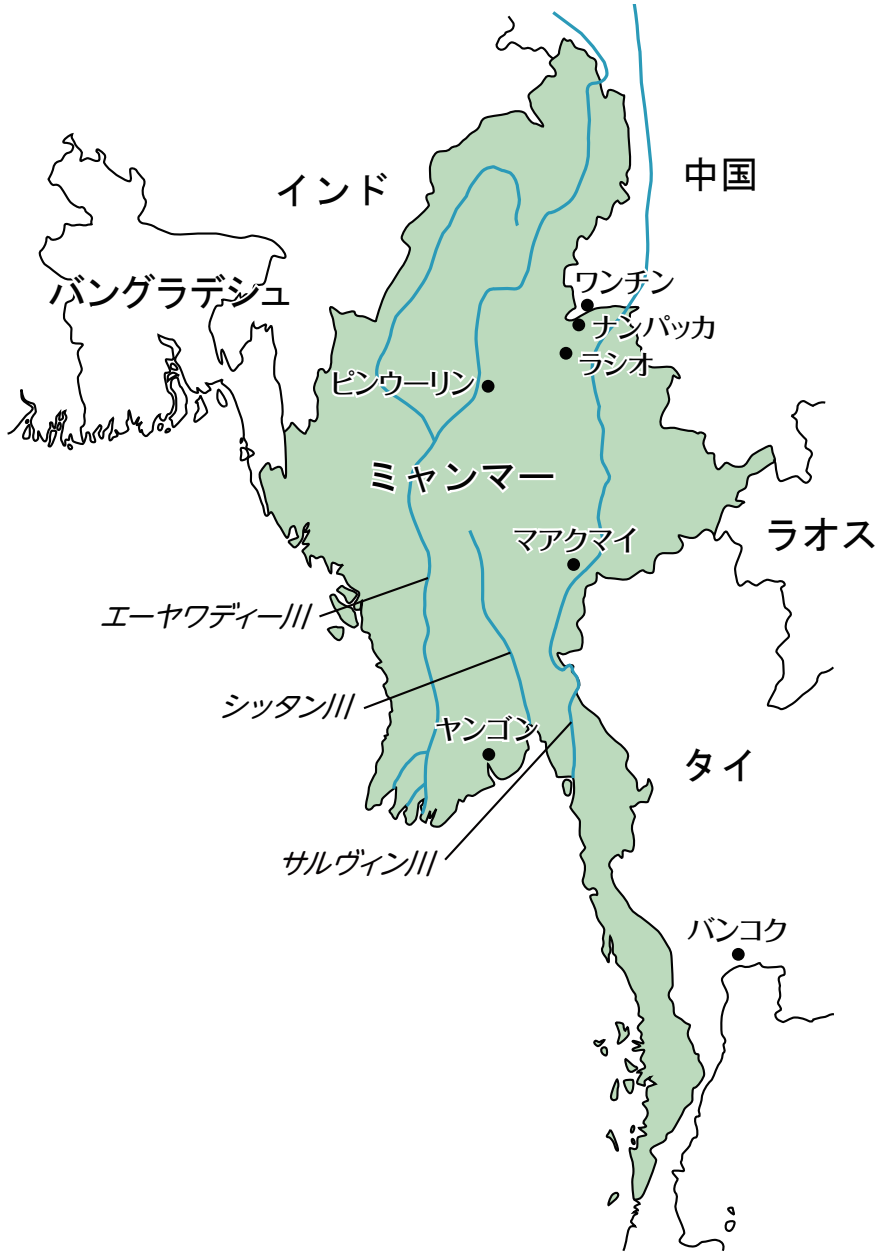 中国
インド
ワンチン
バングラデシュ
ナンパッカ
ラシオ
ピンウーリン
ミャンマー
ラオス
マアクマイ
エーヤワディー川
シッタン川
ヤンゴン
タイ
サルヴィン川
バンコク